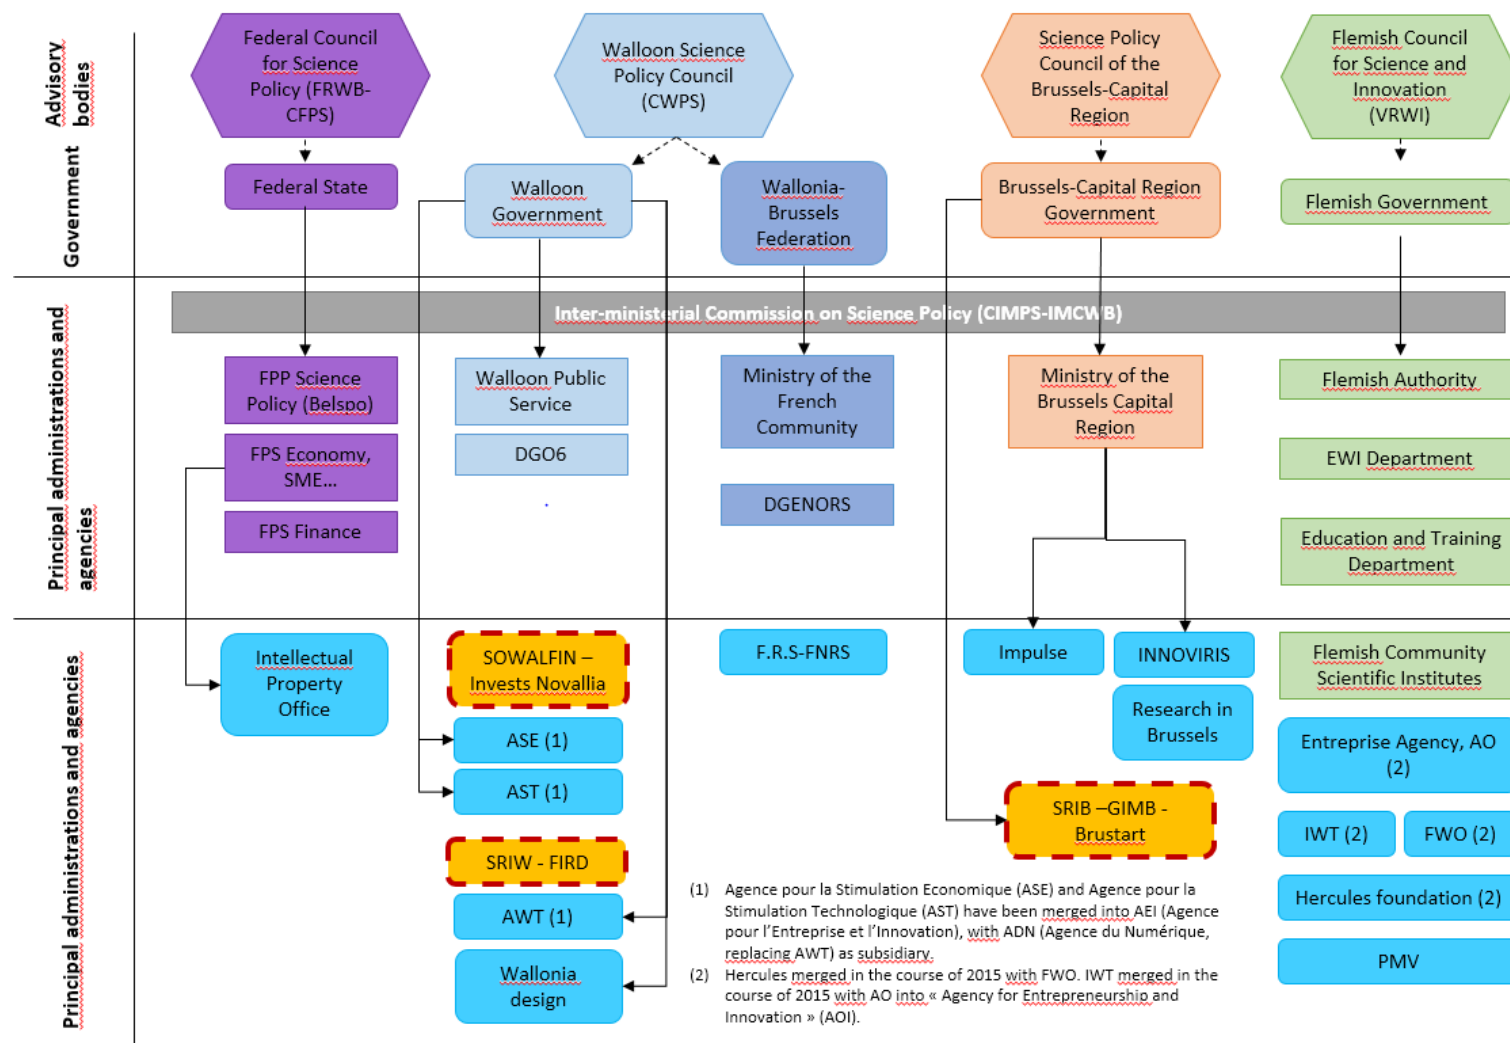 Advisory
bodies
Federal Council
for Science
Policy (FRWB-
CFPS)
Walloon Science
Policy Council
(CWPS)
Science Policy
Council of the
Brussels-Capital
Region
Flemish Council
for Science and
Innovation
(VRWI)
Government
Federal State
Walloon
Government
Wallonia-
Brussels
Federation
Brussels-Capital Region
Government
Flemish Government
Principal administrations and
agencies
Inter-ministerial Commission on Science Policy (CIMPS-IMCWB)
FPP Science
Policy (Belspo)
FPS Economy,
SME...
FPS Finance
Walloon Public
Service
DGO6
Ministry of the
French
Community
DGENORS
Ministry of the
Brussels Capital
Region
Flemish Authority
EWI Department
Education and Training
Department
Principal administrations and agencies
Intellectual
Property
Office
SOWALFIN –
Invests Novallia
ASE (1)
AST (1)
SRIW - FIRD
AWT (1)
Wallonia
design
F.R.S-FNRS
Impulse
INNOVIRIS
Research in
Brussels
SRIB –GIMB -
Brustart
Flemish Community
Scientific Institutes
Entreprise Agency, AO
(2)
IWT (2)
FWO (2)
Hercules foundation (2)
PMV
(1) Agence pour la Stimulation Economique (ASE) and Agence pour la
Stimulation Technologique (AST) have been merged into AEI (Agence
pour l'Entreprise et l'Innovation), with ADN (Agence du Numérique,
replacing AWT) as subsidiary.
(2) Hercules merged in the course of 2015 with FWO. IWT merged in the
course of 2015 with AO into « Agency for Entrepreneurship and
Innovation » (AOI).